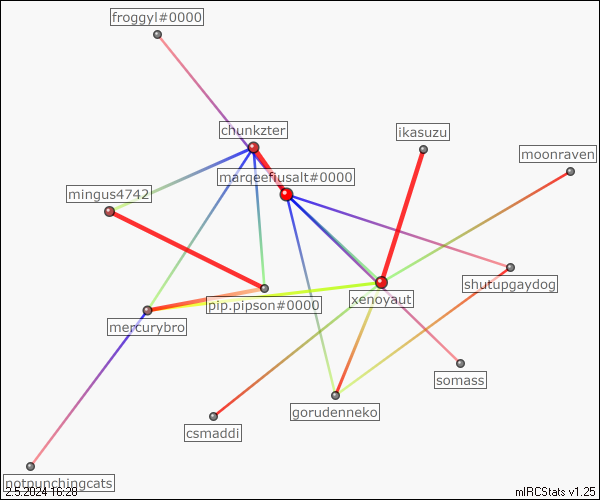 froggyl#0000
chunkzter
ikasuzu
moonraven
marqeefiusalt#0000
mingus4742
shutupgaydog
xenoyaut
pip.pipson#0000
mercurybro
somass
gorudenneko
csmaddi
notpunchingcats
2.5.2024 16:28
mIRCStats v1.25